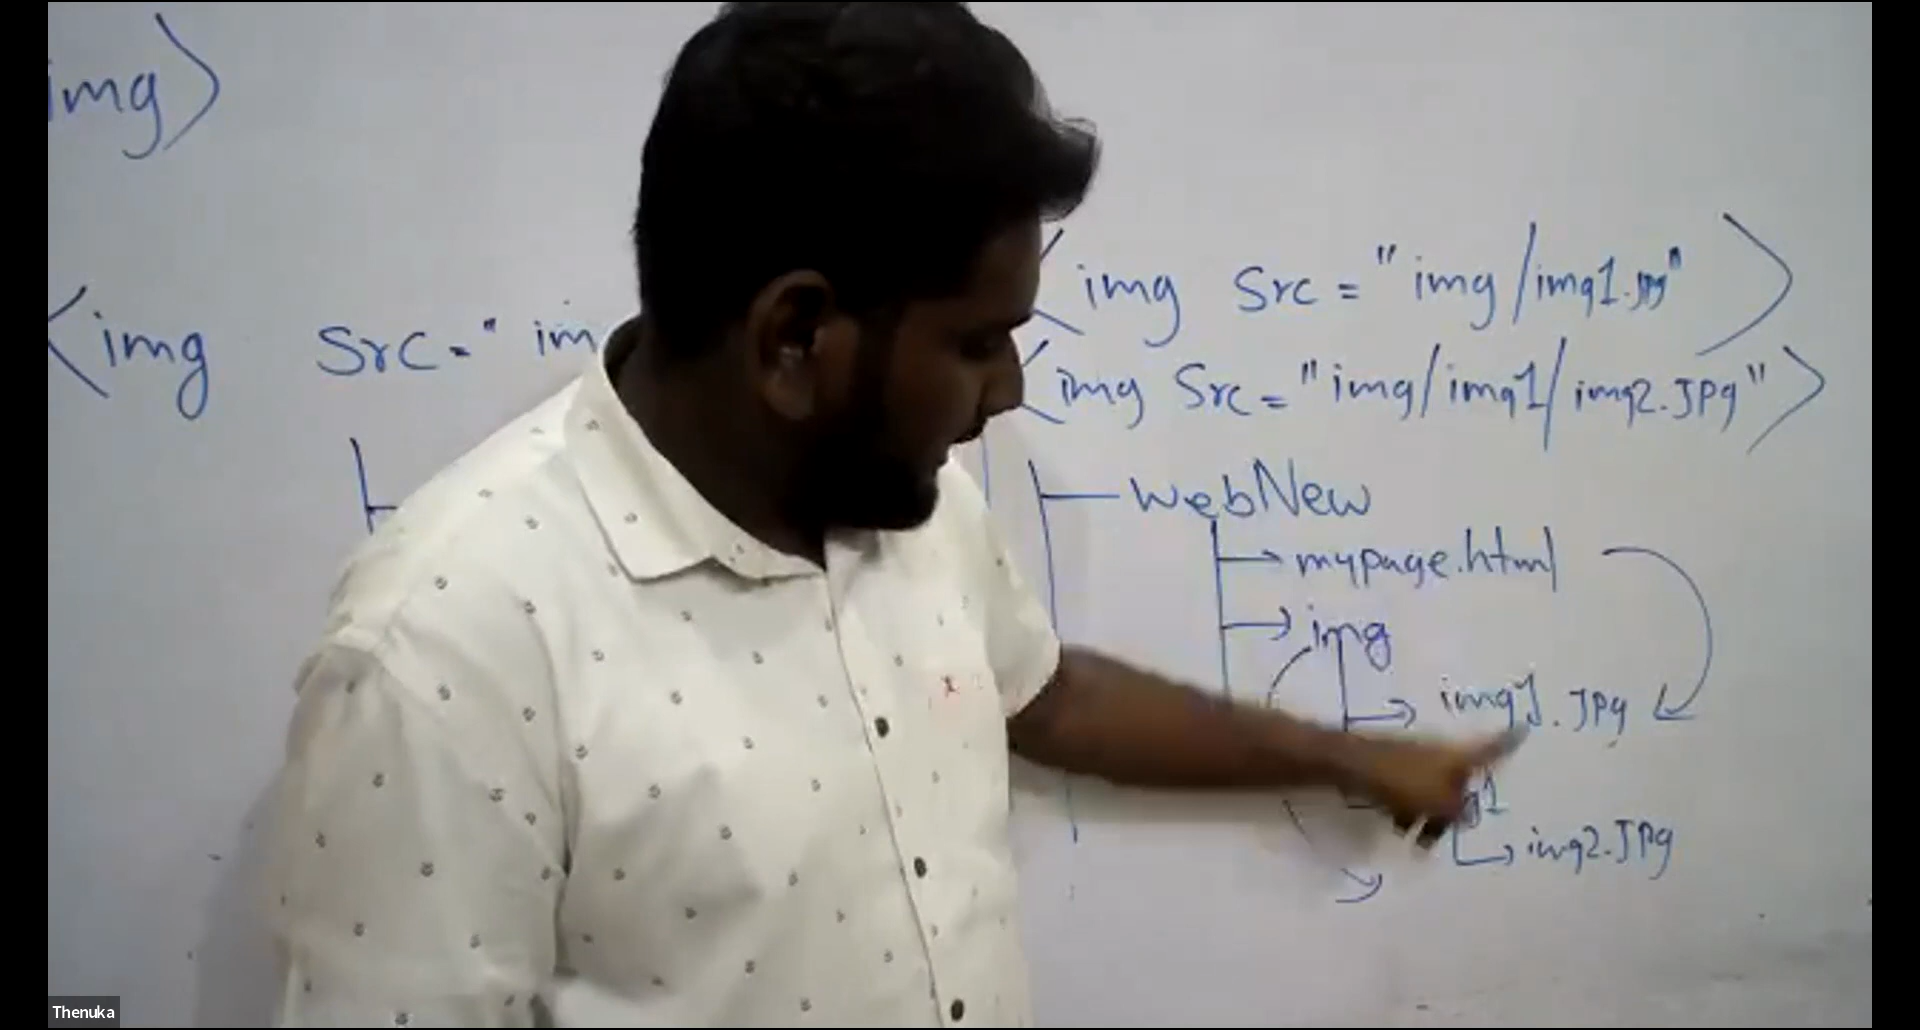 img>
<img Src = "im
<img Src = "img/img1.jpg">
<img Src = "img/img1/img2.JPg">
WebNew
mypage.html
img
img1.JPg
g1
img2.JPg
Thenuka